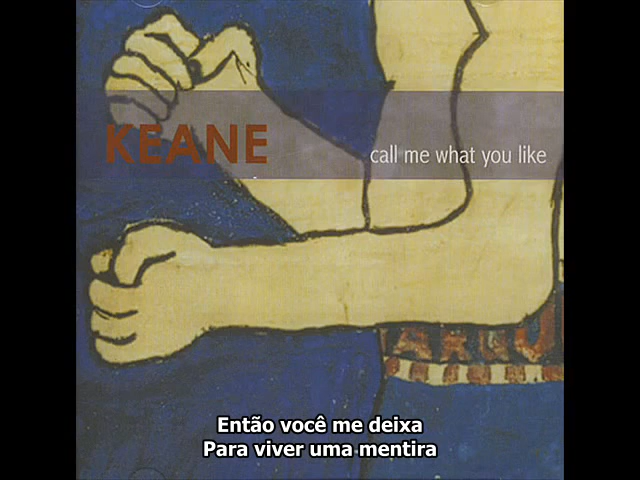 KEANE
call me what you like
Então você me deixa
Para viver uma mentira